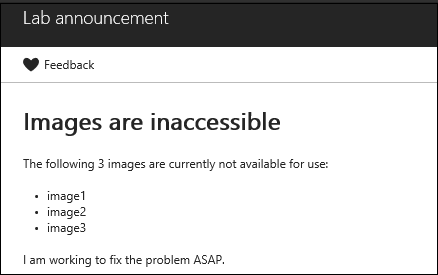 Lab announcement
Feedback
Images are inaccessible
The following 3 images are currently not available for use:
• image1
• image2
• image3
I am working to fix the problem ASAP.